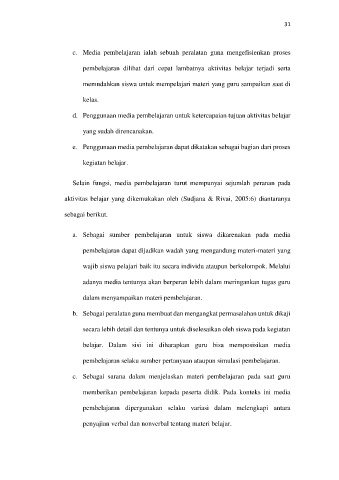 31
c. Media pembelajaran ialah sebuah peralatan guna mengefisienkan proses
pembelajaran dilihat dari cepat lambatnya aktivitas belajar terjadi serta
memudahkan siswa untuk mempelajari materi yang guru sampaikan saat di
kelas.
d. Penggunaan media pembelajaran untuk ketercapaian tujuan aktivitas belajar
yang sudah direncanakan.
e. Penggunaan media pembelajaran dapat dikatakan sebagai bagian dari proses
kegiatan belajar.
Selain fungsi, media pembelajaran turut mempunyai sejumlah peranan pada
aktivitas belajar yang dikemukakan oleh (Sudjana & Rivai, 2005:6) diantaranya
sebagai berikut.
a. Sebagai sumber pembelajaran untuk siswa dikarenakan pada media
pembelajaran dapat dijadikan wadah yang mengandung materi-materi yang
wajib siswa pelajari baik itu secara individu ataupun berkelompok. Melalui
adanya media tentunya akan berperan lebih dalam meringankan tugas guru
dalam menyampaikan materi pembelajaran.
b. Sebagai peralatan guna membuat dan mengangkat permasalahan untuk dikaji
secara lebih detail dan tentunya untuk diselesaikan oleh siswa pada kegiatan
belajar. Dalam sisi ini diharapkan guru bisa memposisikan media
pembelajaran selaku sumber pertanyaan ataupun simulasi pembelajaran.
c. Sebagai sarana dalam menjelaskan materi pembelajaran pada saat guru
memberikan pembelajaran kepada peserta didik. Pada konteks ini media
pembelajaran dipergunakan selaku variasi dalam melengkapi antara
penyajian verbal dan nonverbal tentang materi belajar.